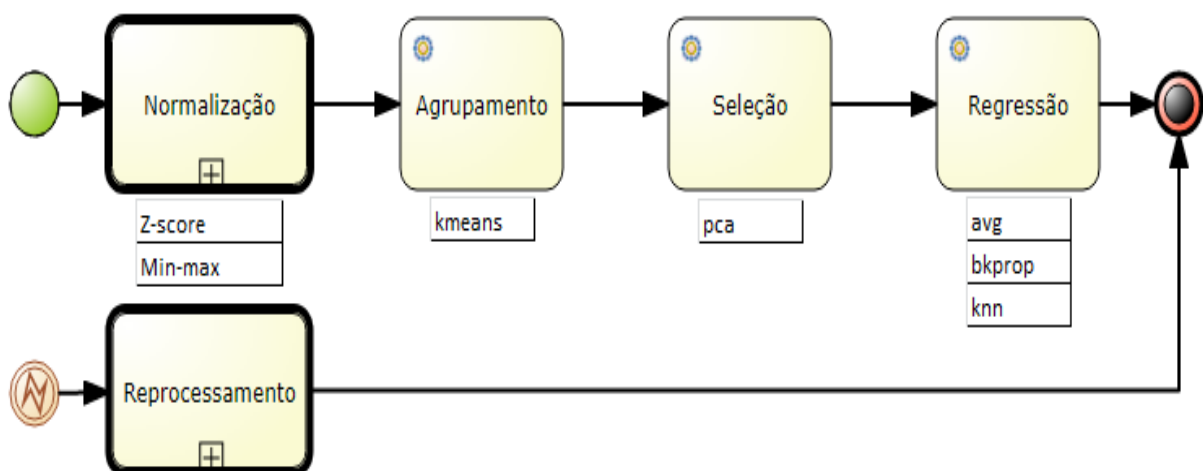 Normalização
Agrupamento
Seleção
Regressão
Z-score
Min-max
kmeans
pca
avg
bkprop
knn
Reprocessamento